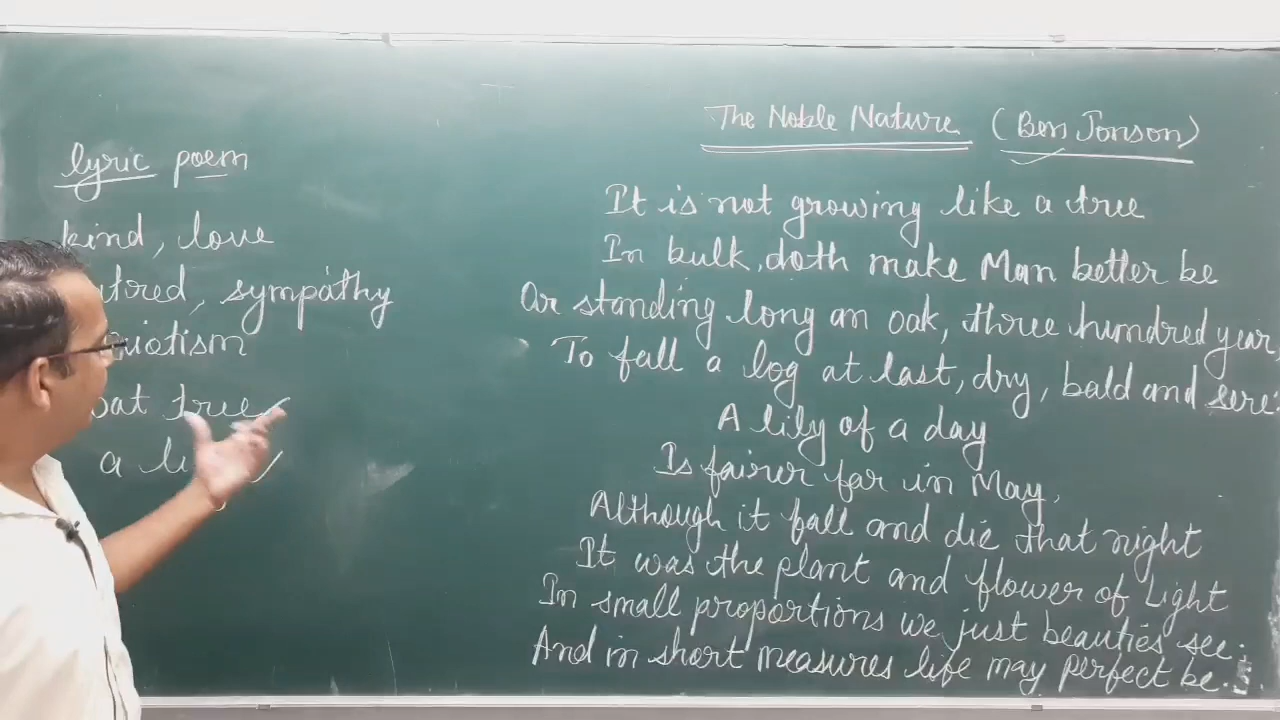 lyric poem
kind, love
sympathy
tree
a
The Noble Nature (Ben Jonson)
It is not growing like a tree
In bulk, doth make Man better be
Or standing long an oak, three hundred year,
To fall a log at last, dry, bald and sere
A lily of a day
Is fairer far in May,
Although it fall and die that night
It was the plant and flower of Light
In small proportions we just beauties see.
And in short measures life may perfect be.